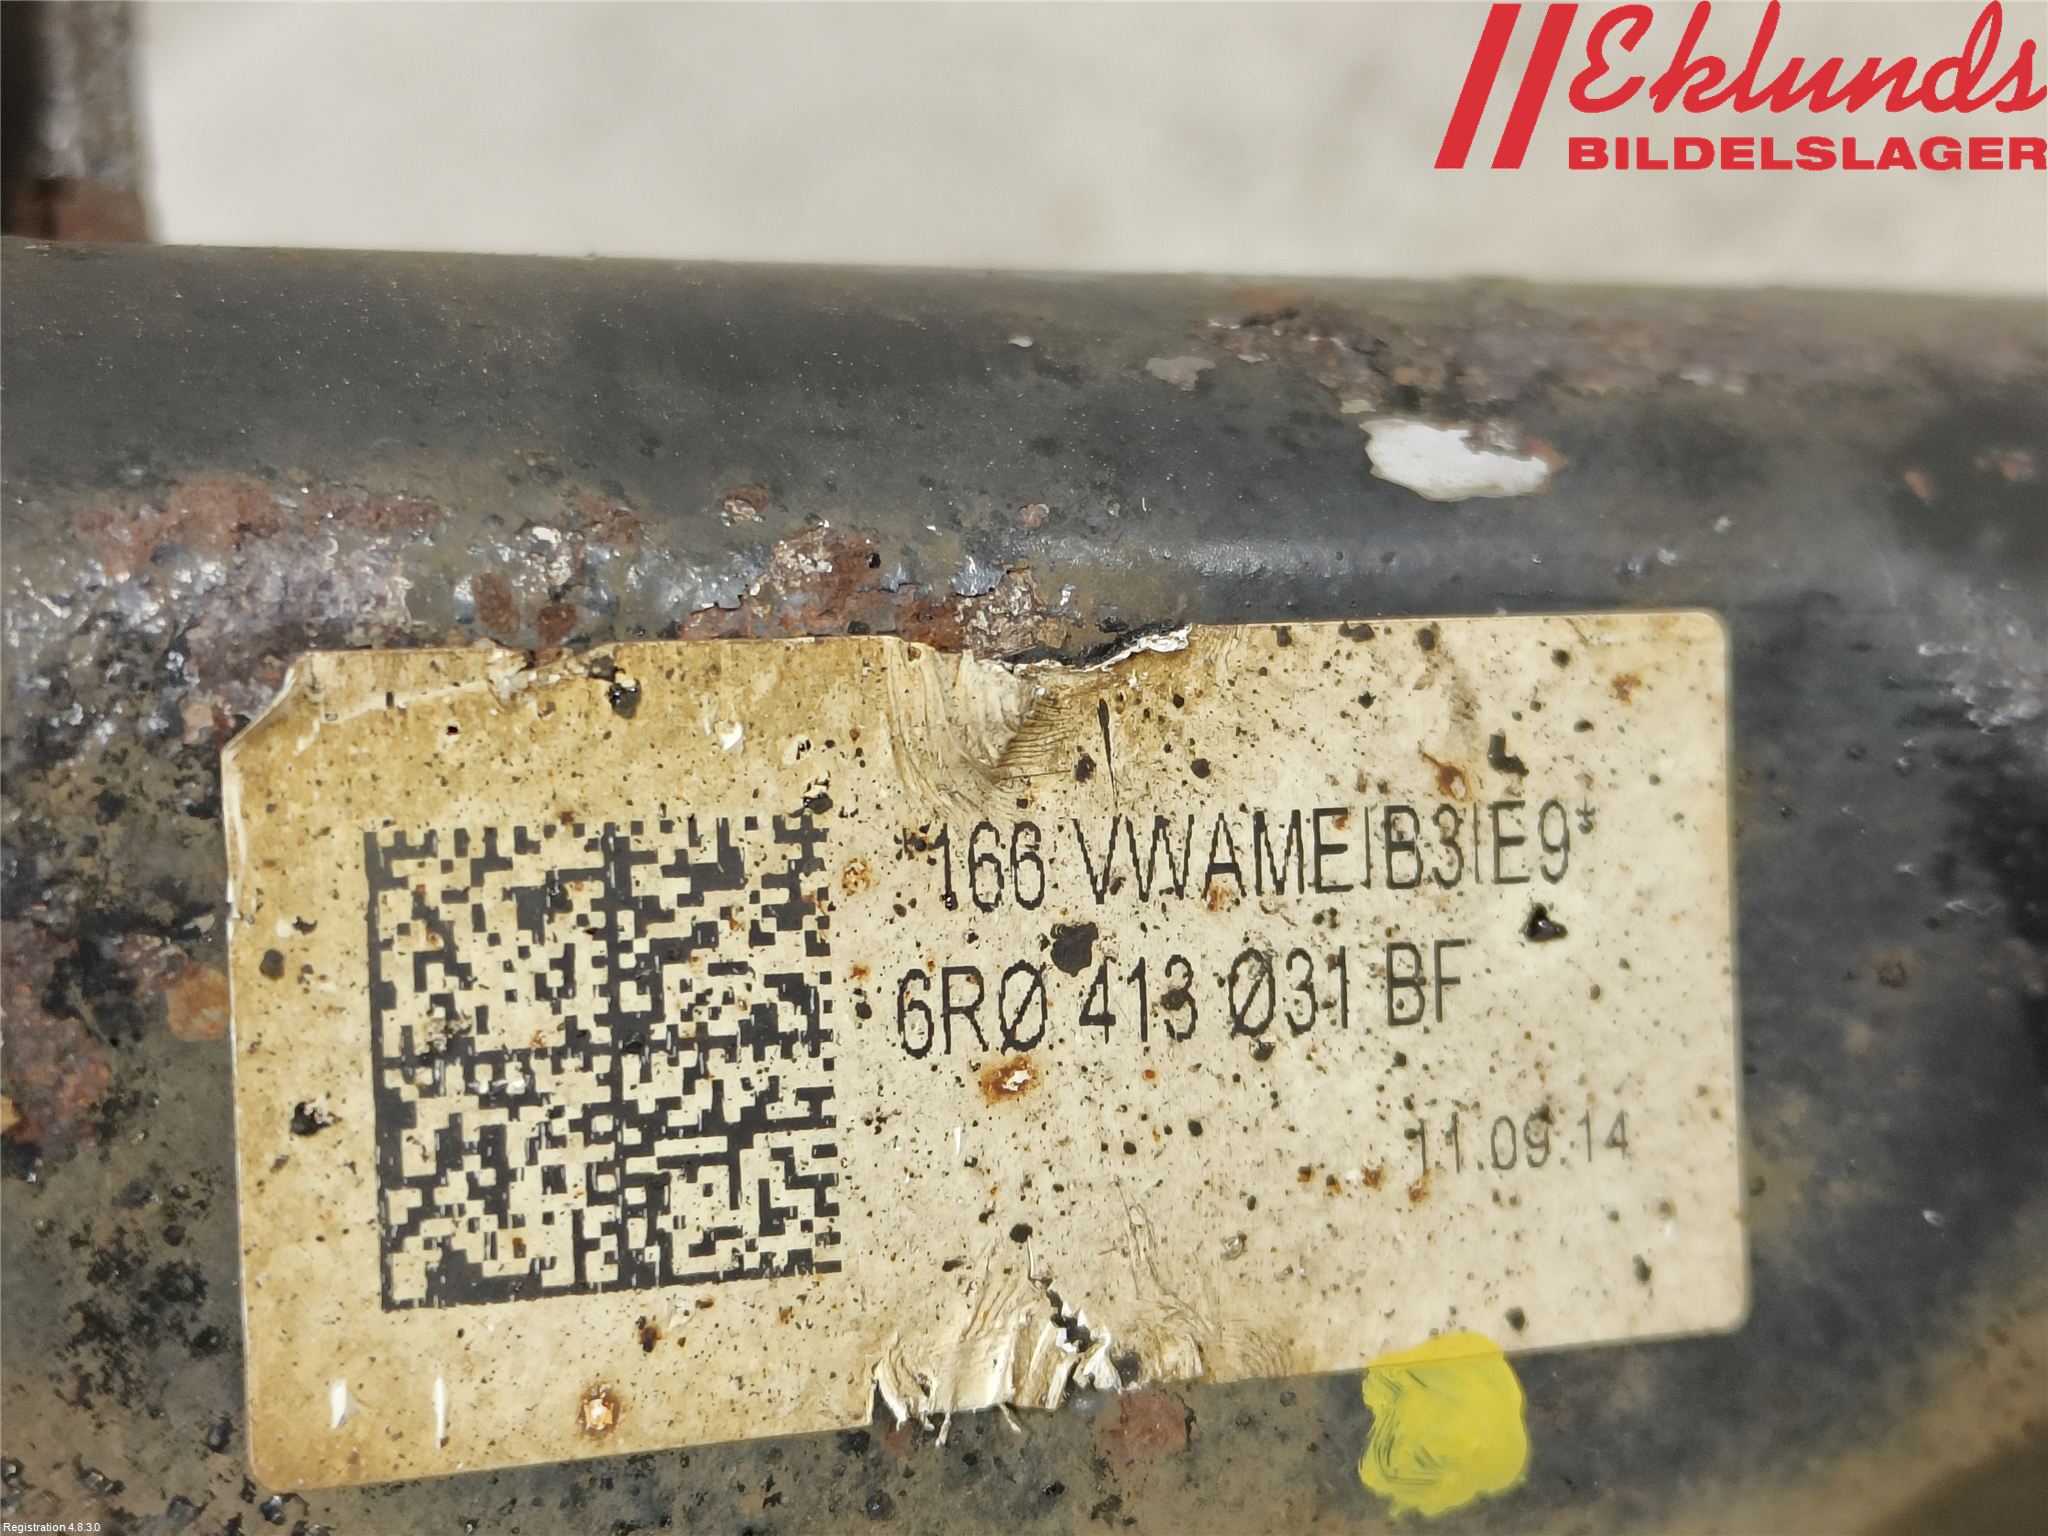 Eklunds
BILDELSLAGER
*166 VWAMEIB3IE9*
6RØ 413 Ø31 BF
11.09.14
Registration 4.8.3.0